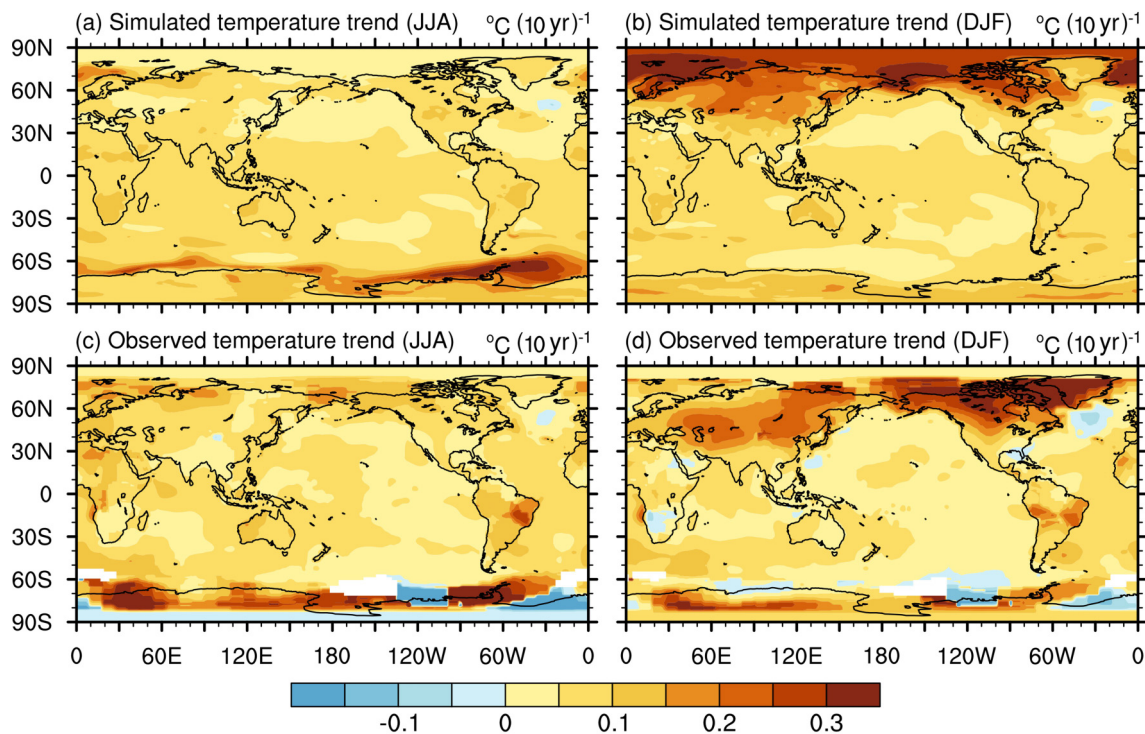 (a) Simulated temperature trend (JJA) °C (10 yr)⁻¹
(b) Simulated temperature trend (DJF) °C (10 yr)⁻¹
90N
60N
30N
0
30S
60S
90S
(c) Observed temperature trend (JJA) °C (10 yr)⁻¹
(d) Observed temperature trend (DJF) °C (10 yr)⁻¹
90N
60N
30N
0
30S
60S
90S
0 60E 120E 180 120W 60W 0 60E 120E 180 120W 60W 0
-0.1 0 0.1 0.2 0.3